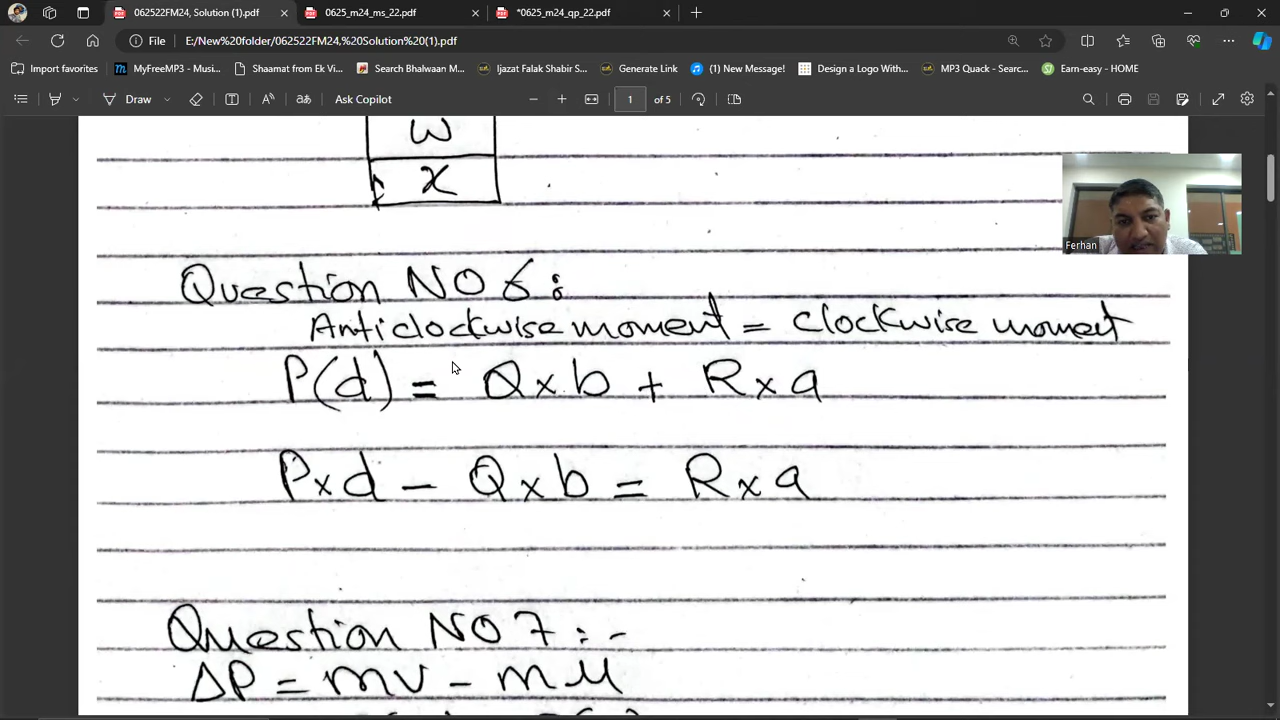 062522FM24, Solution (1).pdf
0625_m24_ms_22.pdf
*0625_m24_qp_22.pdf
File
E:/New%20folder/062522FM24,%20Solution%20(1).pdf
Import favorites
MyFreeMP3 - Musi...
Shaamat from Ek Vi...
Search Bhalwaan M...
Ijazat Falak Shabir S...
Generate Link
(1) New Message!
Design a Logo With...
MP3 Quack - Searc...
Earn-easy - HOME
Draw
Ask Copilot
1 of 5
W
X
Ferhan
Question NO 6:
Anticlockwise moment = clockwise moment
P(d) = Q×b + R×a
P×d - Q×b = R×a
Question NO 7:-
ΔP = mv - mu